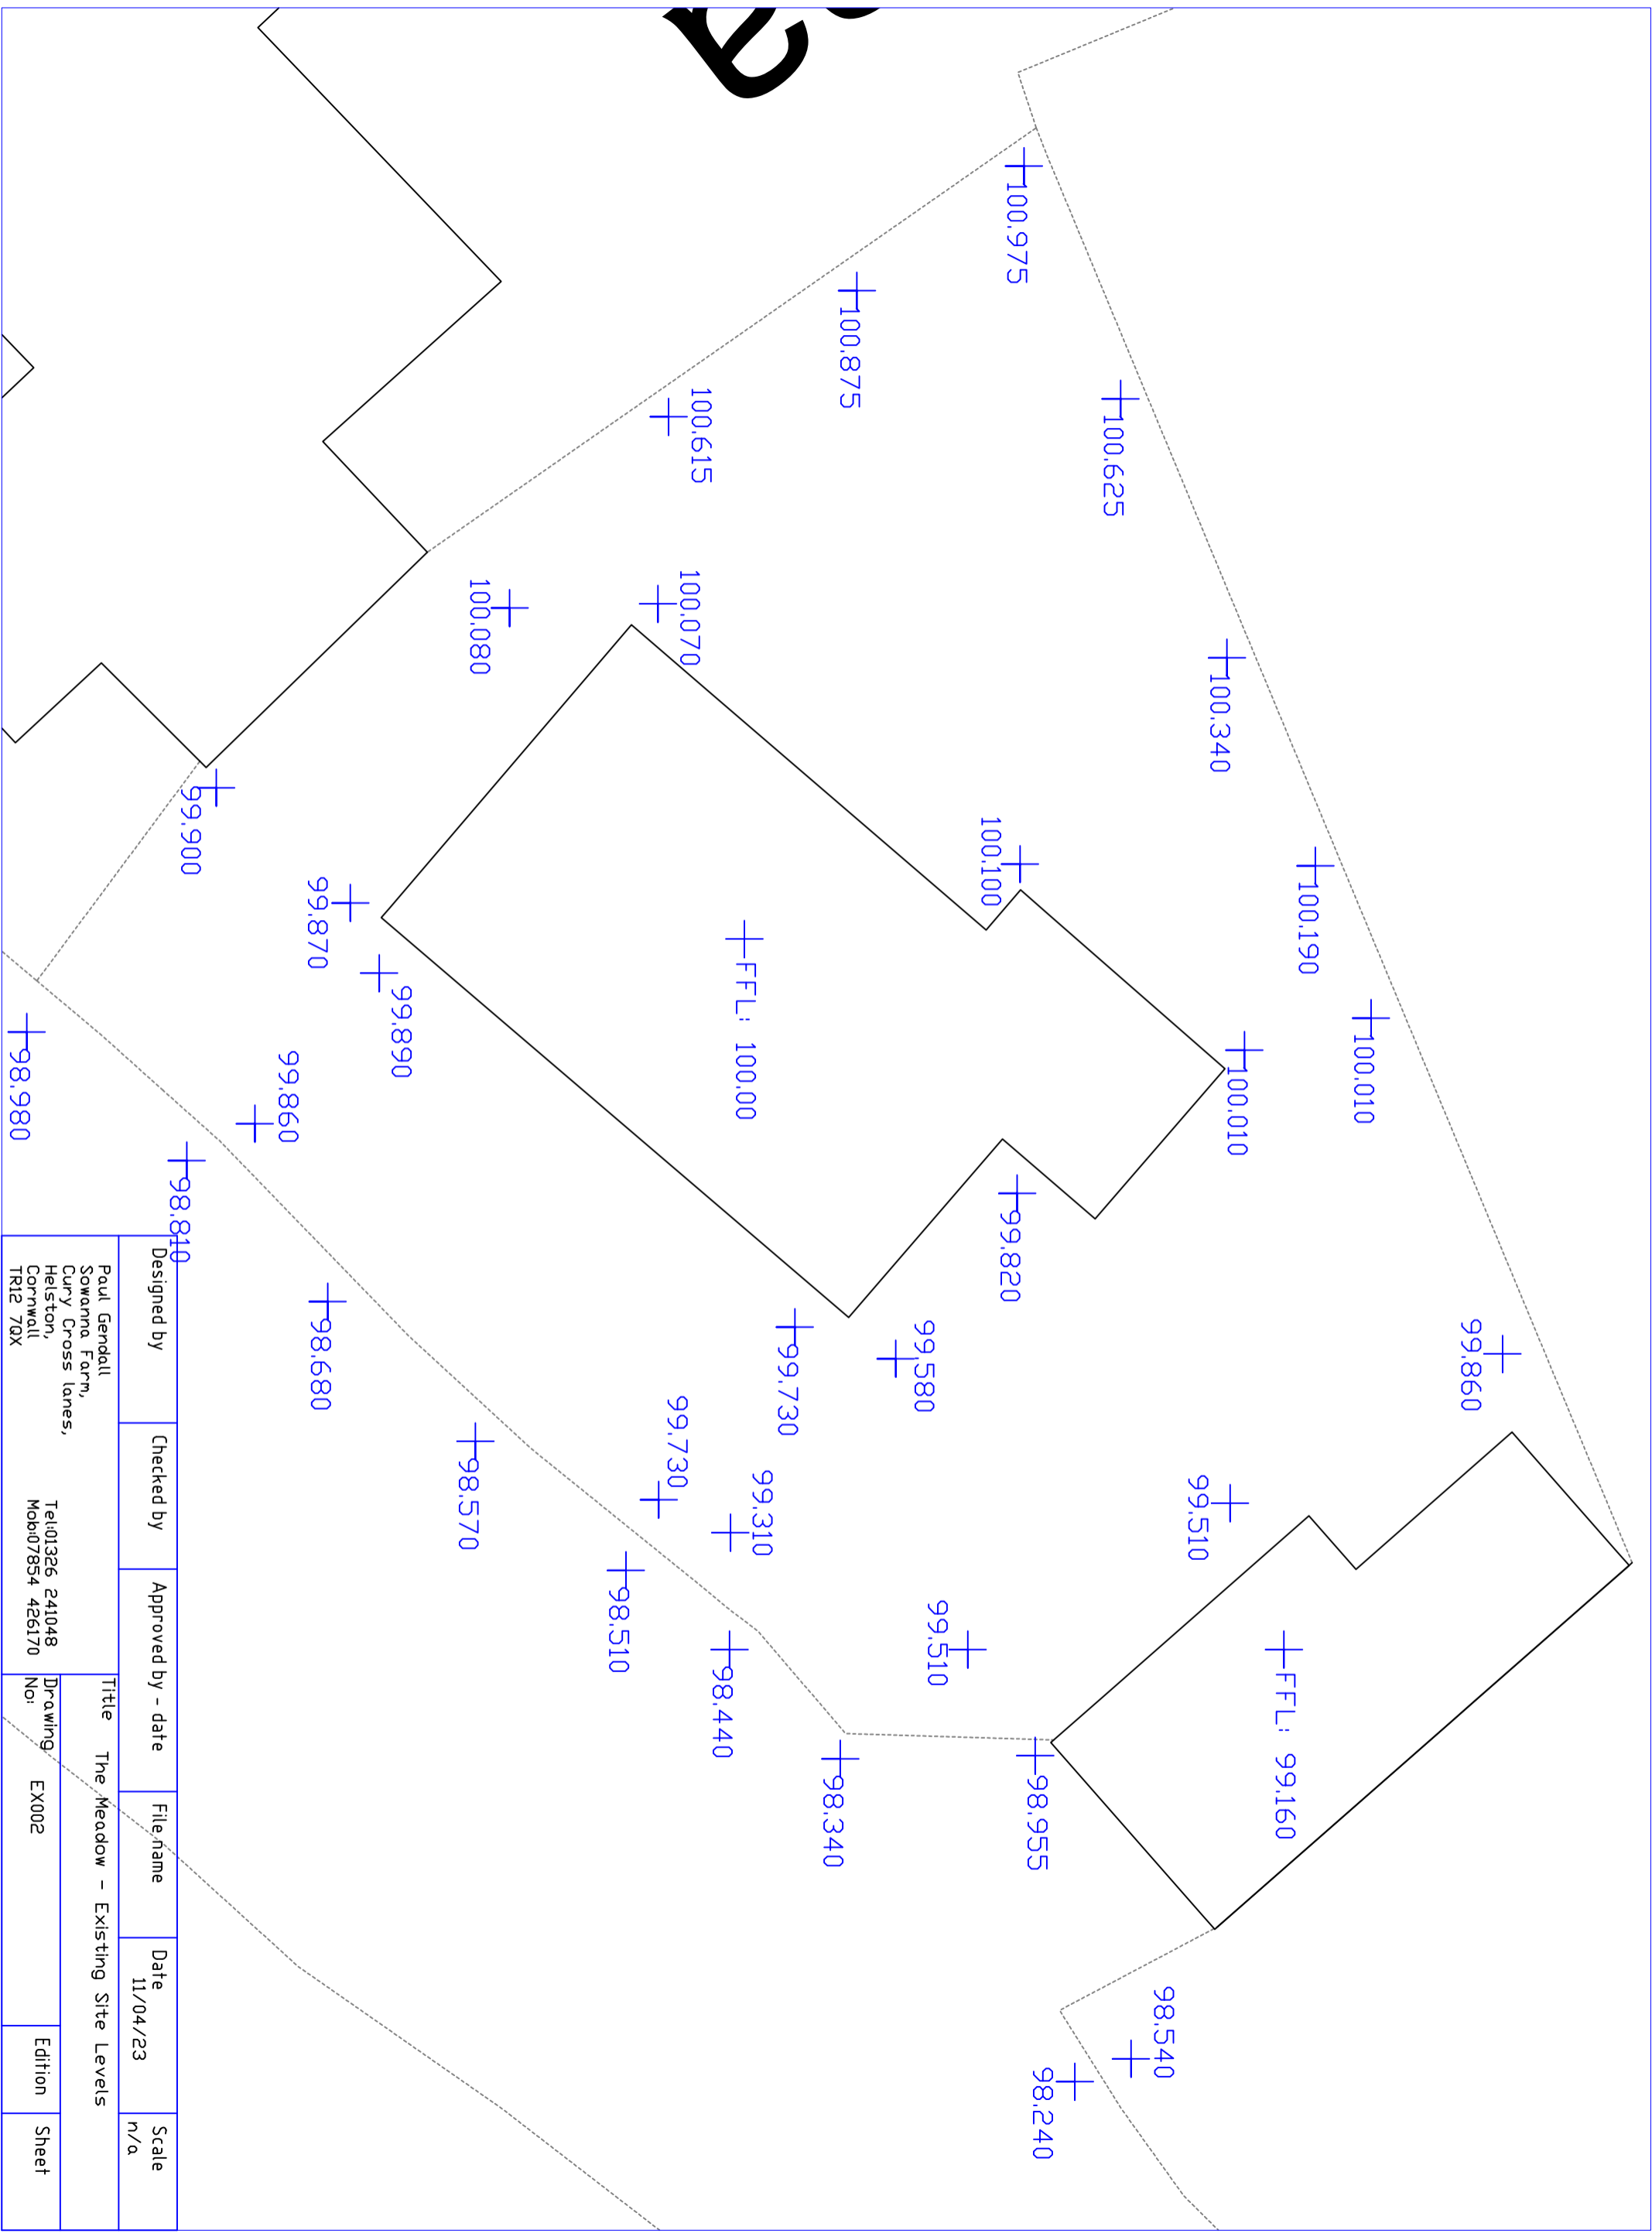 100.975
100.875
100.625
100.615
100.340
100.070
100.080
100.190
100.100
99.900
99.870
99.890
100.010
100.010
FFL: 100.00
98.980
99.860
98.810
99.820
99.860
99.580
99.730
98.680
98.570
99.730
99.310
99.510
98.510
99.510
98.440
FFL: 99.160
98.340
98.955
98.540
98.240
Designed by
Checked by
Approved by - date
File name
Date
11/04/23
Scale
n/a
Paul Gendall
Sowanna Farm,
Cury Cross lanes,
Helston,
Cornwall
TR12 7QX
Tel:01326 241048
Mob:07854 426170
Title The Meadow - Existing Site Levels
Drawing
No: EX002
Edition
Sheet